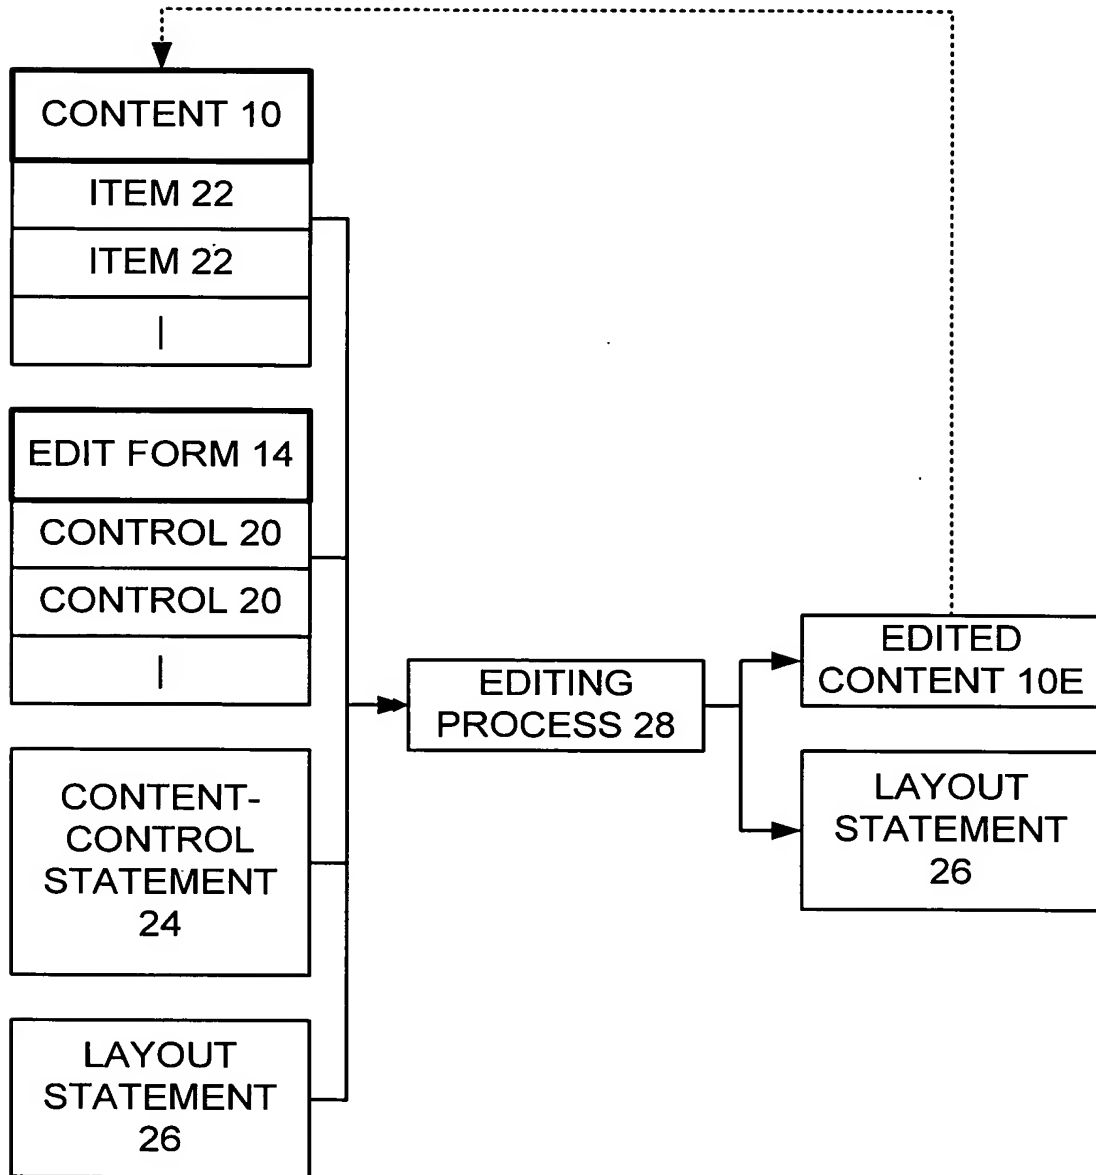 CONTENT 10
ITEM 22
ITEM 22
|
EDIT FORM 14
CONTROL 20
CONTROL 20
|
CONTENT-
CONTROL
STATEMENT
24
LAYOUT
STATEMENT
26
EDITING
PROCESS 28
EDITED
CONTENT 10E
LAYOUT
STATEMENT
26